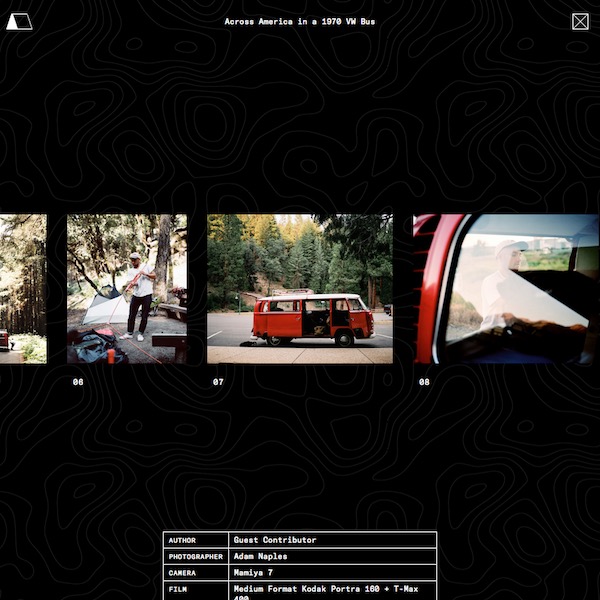 Across America in a 1970 VW Bus
06
07
08
AUTHOR Guest Contributor
PHOTOGRAPHER Adam Naples
CAMERA Mamiya 7
FILM Medium Format Kodak Portra 160 + T-Max
400